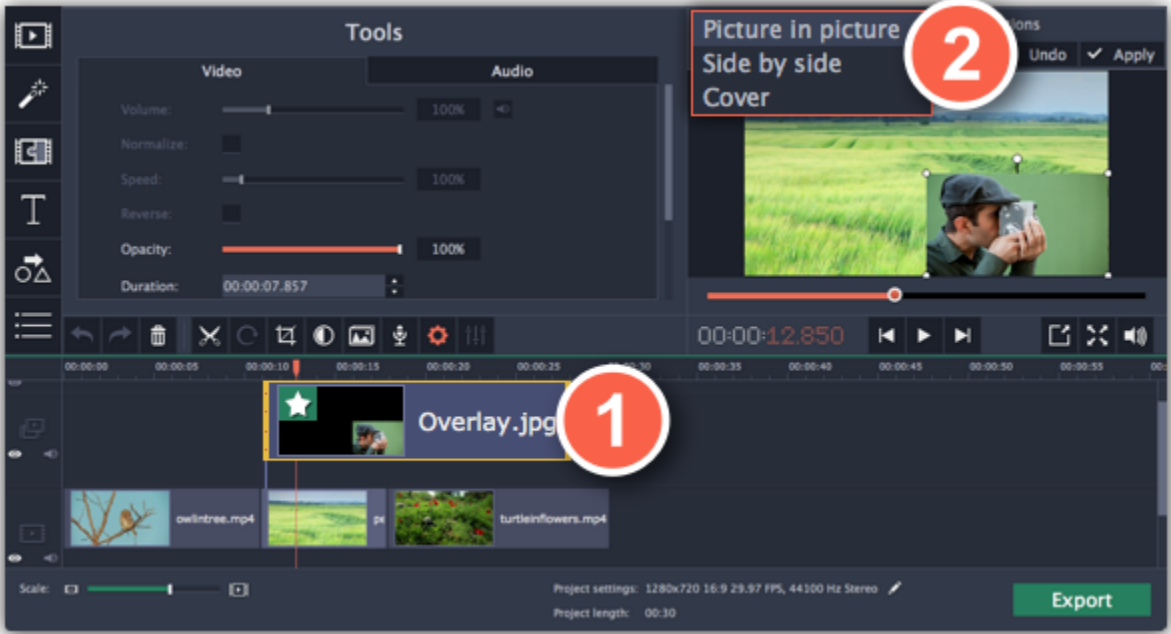 Tools
Video
Audio
Volume:
100%
Normalize:
Speed:
100%
Reverse:
Opacity:
100%
Duration:
00:00:07.857
Picture in picture
Side by side
Cover
2
Undo
Apply
00:00:12.850
00:00:00 00:00:05 00:00:10 00:00:15 00:00:20 00:00:25 00:00:35 00:00:40 00:00:45 00:00:50 00:00:55
Overlay.jpg
1
owlintree.mp4
turtleinflowers.mp4
Scale:
Project settings: 1280x720 16:9 29.97 FPS, 44100 Hz Stereo
Project length: 00:30
Export